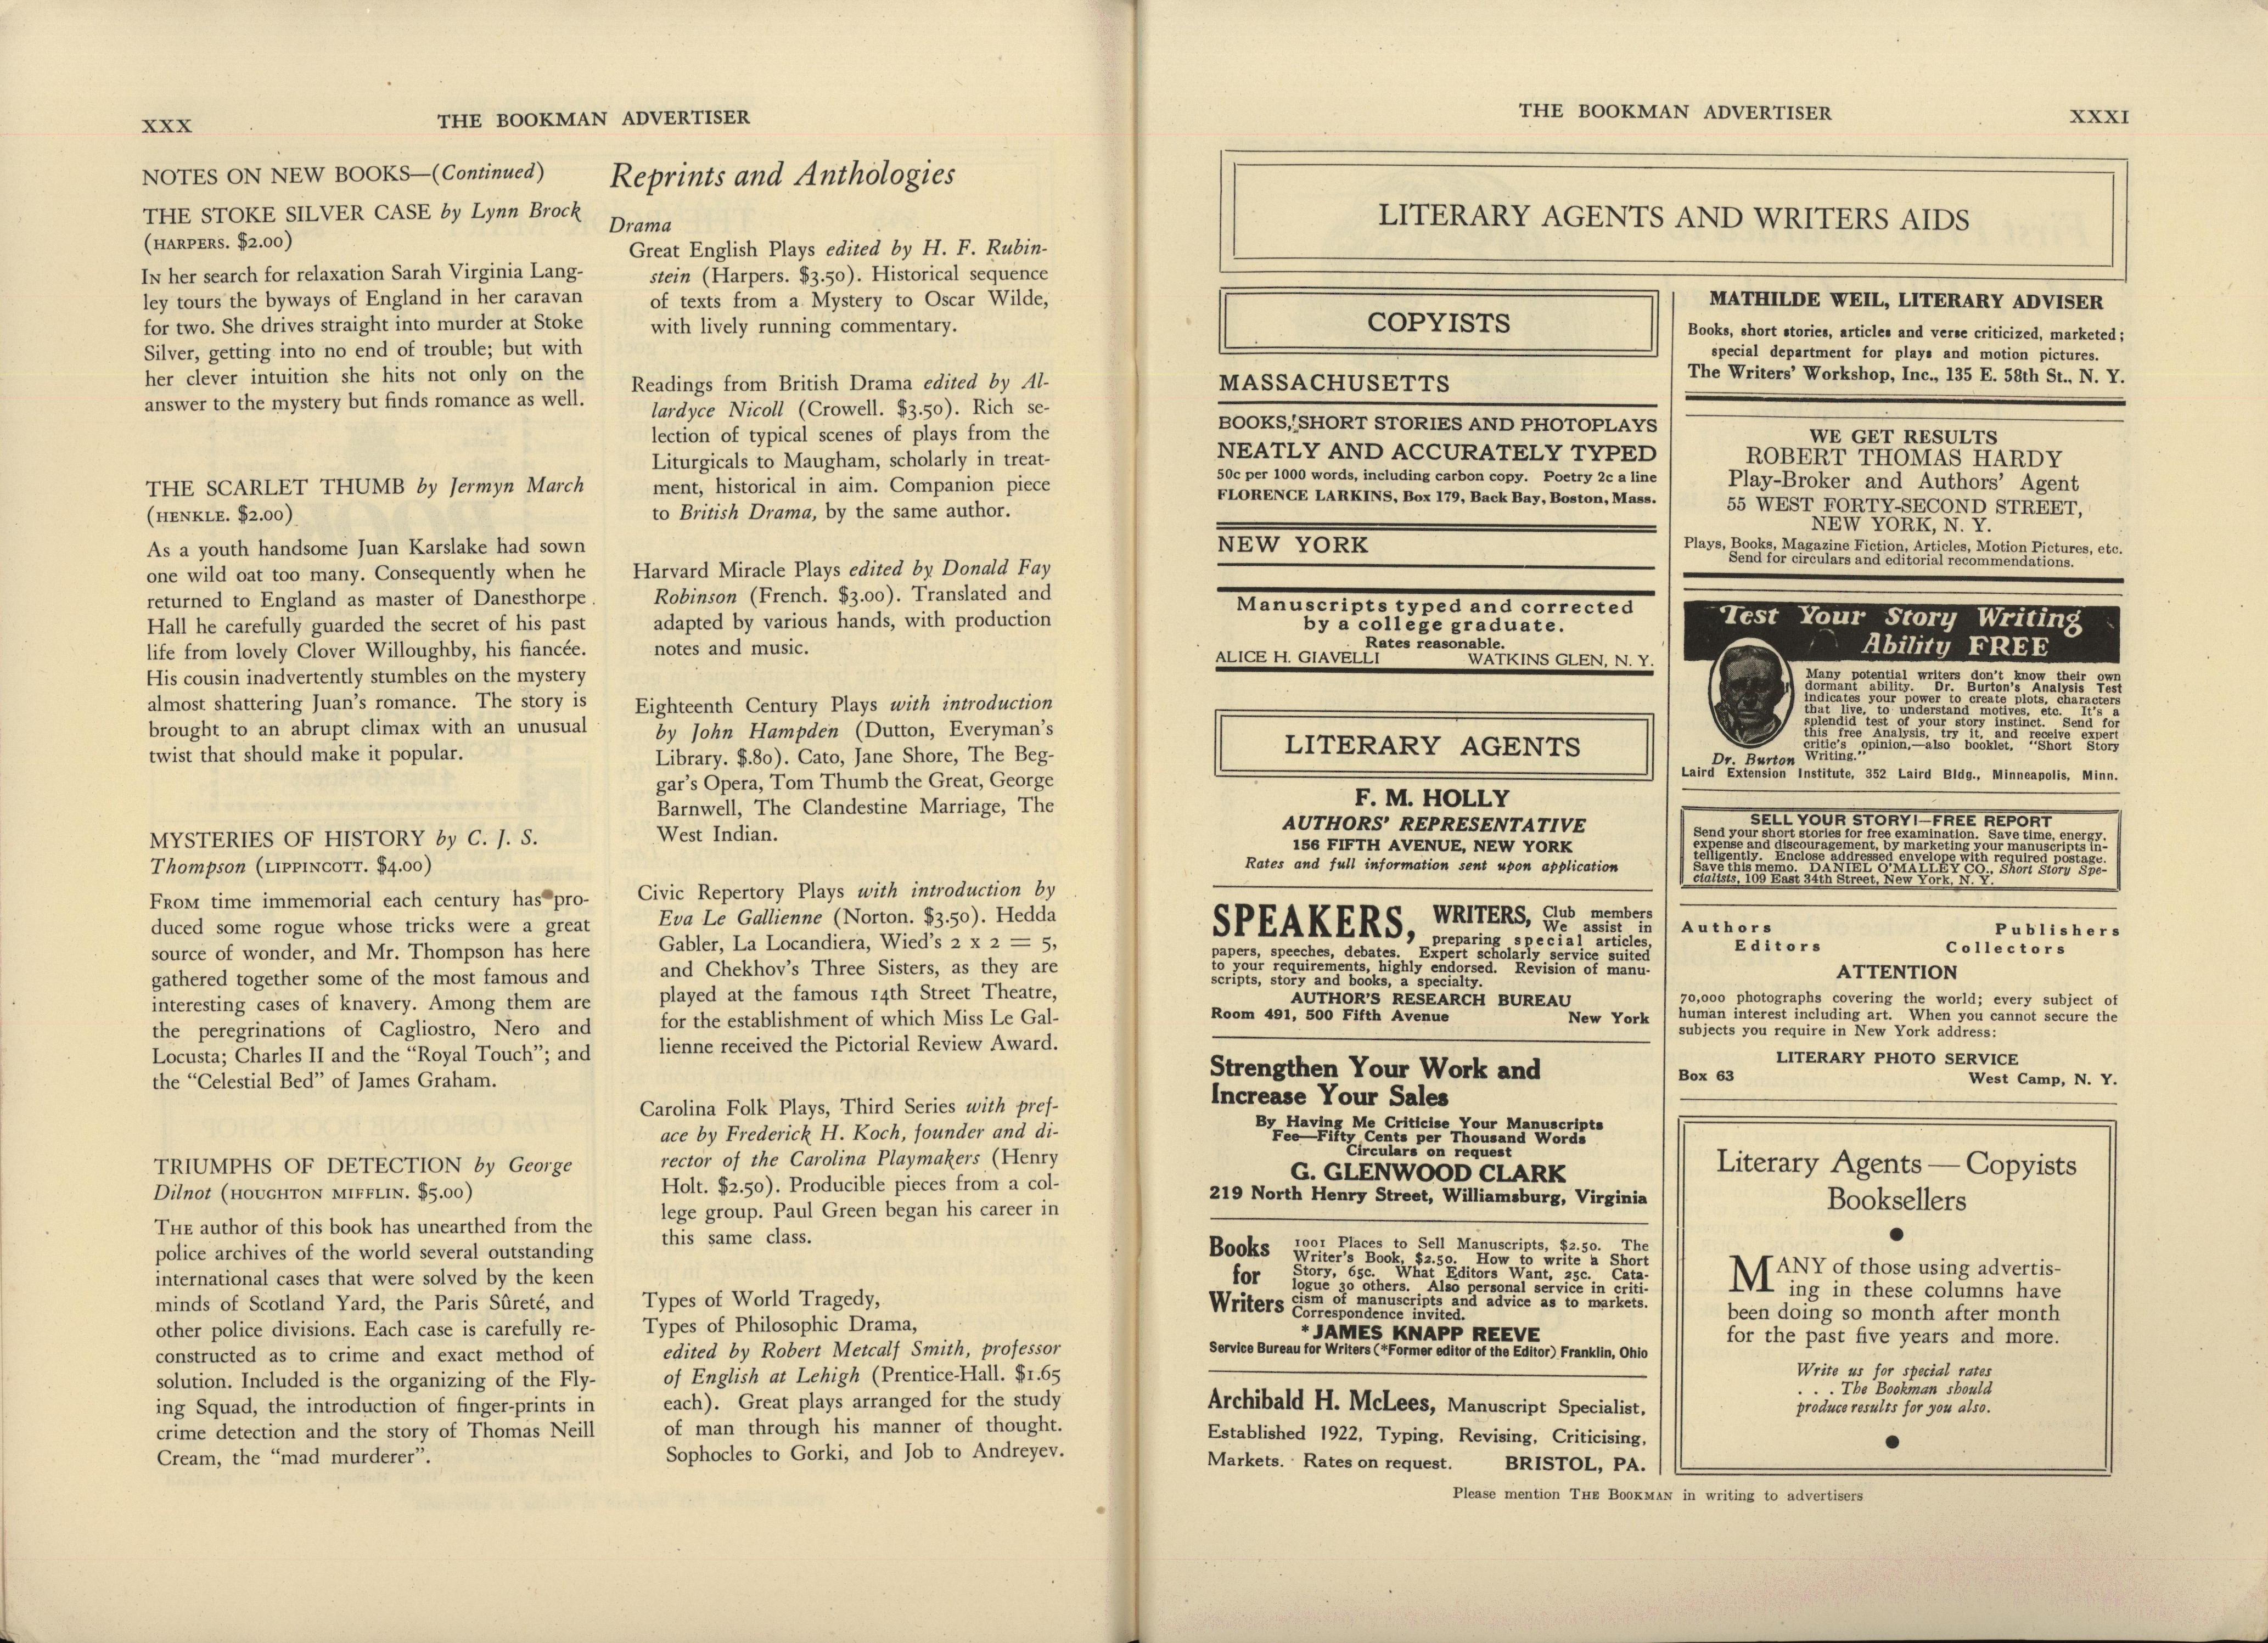 XXX
THE BOOKMAN ADVERTISER
NOTES ON NEW BOOKS—(Continued)
THE STOKE SILVER CASE by Lynn Brock
(HARPERS. $2.00)
IN her search for relaxation Sarah Virginia Lang-
ley tours the byways of England in her caravan
for two. She drives straight into murder at Stoke
Silver, getting into no end of trouble; but with
her clever intuition she hits not only on the
answer to the mystery but finds romance as well.
THE SCARLET THUMB by Jermyn March
(HENKLE. $2.00)
As a youth handsome Juan Karslake had sown
one wild oat too many. Consequently when he
returned to England as master of Danesthorpe
Hall he carefully guarded the secret of his past
life from lovely Clover Willoughby, his fiancée.
His cousin inadvertently stumbles on the mystery
almost shattering Juan's romance. The story is
brought to an abrupt climax with an unusual
twist that should make it popular.
MYSTERIES OF HISTORY by C. J. S.
Thompson (LIPPINCOTT. $4.00)
FROM time immemorial each century has pro-
duced some rogue whose tricks were a great
source of wonder, and Mr. Thompson has here
gathered together some of the most famous and
interesting cases of knavery. Among them are
the peregrinations of Cagliostro, Nero and
Locusta; Charles II and the "Royal Touch"; and
the "Celestial Bed" of James Graham.
TRIUMPHS OF DETECTION by George
Dilnot (HOUGHTON MIFFLIN. $5.00)
THE author of this book has unearthed from the
police archives of the world several outstanding
international cases that were solved by the keen
minds of Scotland Yard, the Paris Sûreté, and
other police divisions. Each case is carefully re-
constructed as to crime and exact method of
solution. Included is the organizing of the Fly-
ing Squad, the introduction of finger-prints in
crime detection and the story of Thomas Neill
Cream, the "mad murderer".
Reprints and Anthologies
Drama
Great English Plays edited by H. F. Rubin-
stein (Harpers. $3.50). Historical sequence
of texts from a Mystery to Oscar Wilde,
with lively running commentary.
Readings from British Drama edited by Al-
lardyce Nicoll (Crowell. $3.50). Rich se-
lection of typical scenes of plays from the
Liturgicals to Maugham, scholarly in treat-
ment, historical in aim. Companion piece
to British Drama, by the same author.
Harvard Miracle Plays edited by Donald Fay
Robinson (French. $3.00). Translated and
adapted by various hands, with production
notes and music.
Eighteenth Century Plays with introduction
by John Hampden (Dutton, Everyman's
Library. $.80). Cato, Jane Shore, The Beg-
gar's Opera, Tom Thumb the Great, George
Barnwell, The Clandestine Marriage, The
West Indian.
Civic Repertory Plays with introduction by
Eva Le Gallienne (Norton. $3.50). Hedda
Gabler, La Locandiera, Wied's 2 x 2 = 5,
and Chekhov's Three Sisters, as they are
played at the famous 14th Street Theatre,
for the establishment of which Miss Le Gal-
lienne received the Pictorial Review Award.
Carolina Folk Plays, Third Series with pref-
ace by Frederick H. Koch, founder and di-
rector of the Carolina Playmakers (Henry
Holt. $2.50). Producible pieces from a col-
lege group. Paul Green began his career in
this same class.
Types of World Tragedy,
Types of Philosophic Drama,
edited by Robert Metcalf Smith, professor
of English at Lehigh (Prentice-Hall. $1.65
each). Great plays arranged for the study
of man through his manner of thought.
Sophocles to Gorki, and Job to Andreyev.
THE BOOKMAN ADVERTISER
XXXI
LITERARY AGENTS AND WRITERS AIDS
COPYISTS
MASSACHUSETTS
BOOKS, SHORT STORIES AND PHOTOPLAYS
NEATLY AND ACCURATELY TYPED
50c per 1000 words, including carbon copy. Poetry 2c a line
FLORENCE LARKINS, Box 179, Back Bay, Boston, Mass.
NEW YORK
Manuscripts typed and corrected
by a college graduate.
Rates reasonable.
ALICE H. GIAVELLI WATKINS GLEN, N. Y.
LITERARY AGENTS
F. M. HOLLY
AUTHORS' REPRESENTATIVE
156 FIFTH AVENUE, NEW YORK
Rates and full information sent upon application
SPEAKERS, WRITERS, Club members
We assist in
preparing special articles,
papers, speeches, debates. Expert scholarly service suited
to your requirements, highly endorsed. Revision of manu-
scripts, story and books, a specialty.
AUTHOR'S RESEARCH BUREAU
Room 491, 500 Fifth Avenue New York
Strengthen Your Work and
Increase Your Sales
By Having Me Criticise Your Manuscripts
Fee—Fifty Cents per Thousand Words
Circulars on request
G. GLENWOOD CLARK
219 North Henry Street, Williamsburg, Virginia
Books
for
Writers
1001 Places to Sell Manuscripts, $2.50. The
Writer's Book, $2.50. How to write a Short
Story, 65c. What Editors Want, 25c. Cata-
logue 30 others. Also personal service in criti-
cism of manuscripts and advice as to markets.
Correspondence invited.
*JAMES KNAPP REEVE
Service Bureau for Writers (*Former editor of the Editor) Franklin, Ohio
Archibald H. McLees, Manuscript Specialist,
Established 1922, Typing, Revising, Criticising,
Markets. Rates on request. BRISTOL, PA.
MATHILDE WEIL, LITERARY ADVISER
Books, short stories, articles and verse criticized, marketed;
special department for plays and motion pictures.
The Writers' Workshop, Inc., 135 E. 58th St., N. Y.
WE GET RESULTS
ROBERT THOMAS HARDY
Play-Broker and Authors' Agent
55 WEST FORTY-SECOND STREET,
NEW YORK, N. Y.
Plays, Books, Magazine Fiction, Articles, Motion Pictures, etc.
Send for circulars and editorial recommendations.
Test Your Story Writing
Ability FREE
Many potential writers don't know their own
dormant ability. Dr. Burton's Analysis Test
indicates your power to create plots, characters
that live, to understand motives, etc. It's a
splendid test of your story instinct. Send for
this free Analysis, try it, and receive expert
critic's opinion,—also booklet, "Short Story
Writing."
Dr. Burton
Laird Extension Institute, 352 Laird Bldg., Minneapolis, Minn.
SELL YOUR STORY!—FREE REPORT
Send your short stories for free examination. Save time, energy,
expense and discouragement, by marketing your manuscripts in-
telligently. Enclose addressed envelope with required postage.
Save this memo. DANIEL O'MALLEY CO., Short Story Spe-
cialists, 109 East 34th Street, New York, N. Y.
Authors Publishers
Editors Collectors
ATTENTION
70,000 photographs covering the world; every subject of
human interest including art. When you cannot secure the
subjects you require in New York address:
LITERARY PHOTO SERVICE
Box 63 West Camp, N. Y.
Literary Agents — Copyists
Booksellers
MANY of those using advertis-
ing in these columns have
been doing so month after month
for the past five years and more.
Write us for special rates
. . . The Bookman should
produce results for you also.
Please mention THE BOOKMAN in writing to advertisers